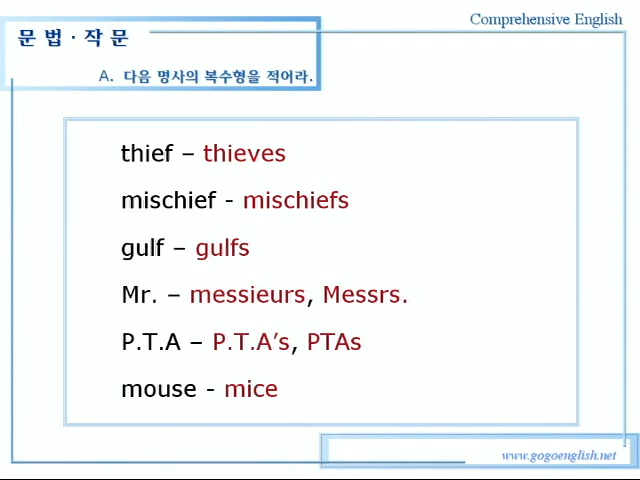 Comprehensive English
문 법 · 작 문
A. 다음 명사의 복수형을 적어라.
thief – thieves
mischief - mischiefs
gulf – gulfs
Mr. – messieurs, Messrs.
P.T.A – P.T.A’s, PTAs
mouse - mice
www.gogoenglish.net